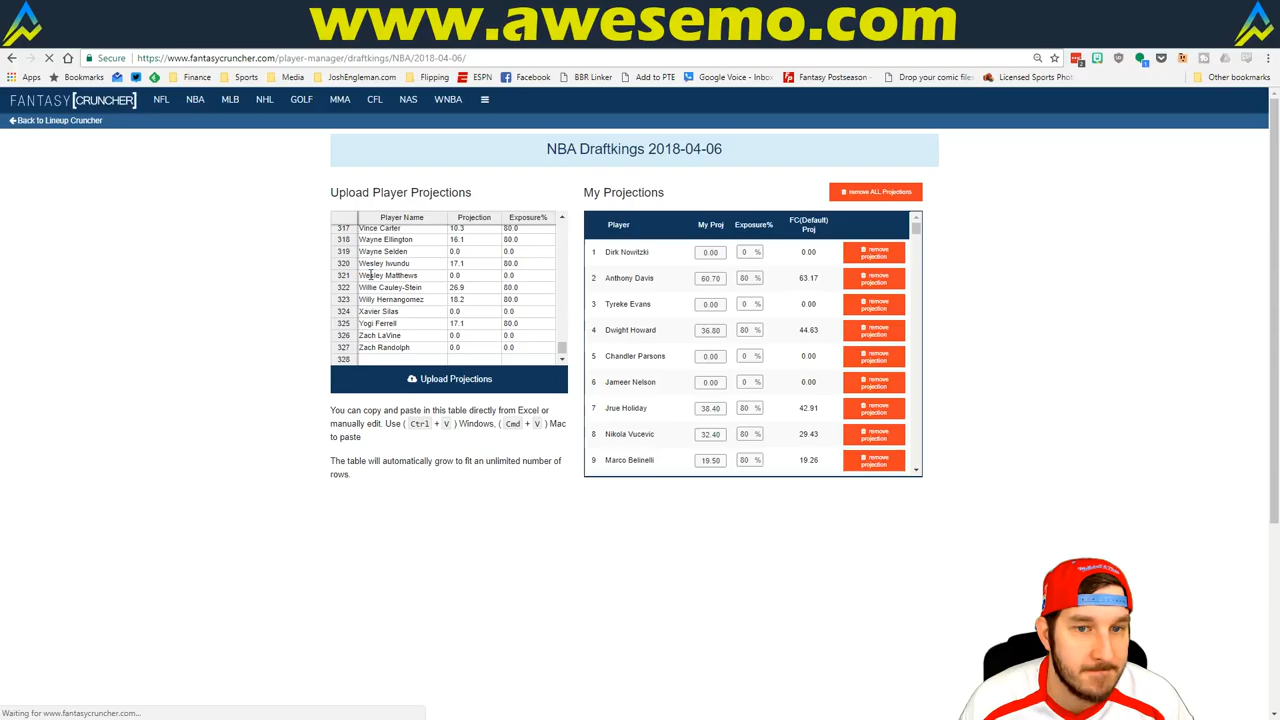 www.awesemo.com
Secure https://www.fantasycruncher.com/player-manager/draftkings/NBA/2018-04-06/
Apps Bookmarks Finance Sports Media JoshEngleman.com Flipping ESPN Facebook BBR Linker Add to PTE Google Voice - Inbo Fantasy Postseason - Drop your comic files Licensed Sports Phot Other bookmarks
FANTASY [CRUNCHER] NFL NBA MLB NHL GOLF MMA CFL NAS WNBA
Back to Lineup Cruncher
NBA Draftkings 2018-04-06
Upload Player Projections
Player Name Projection Exposure%
317 Vince Carter 10.3 80.0
318 Wayne Ellington 16.1 80.0
319 Wayne Selden 0.0 0.0
320 Wesley Iwundu 17.1 80.0
321 Wesley Matthews 0.0 0.0
322 Willie Cauley-Stein 26.9 80.0
323 Willy Hernangomez 18.2 80.0
324 Xavier Silas 0.0 0.0
325 Yogi Ferrell 17.1 80.0
326 Zach LaVine 0.0 0.0
327 Zach Randolph 0.0 0.0
328
Upload Projections
You can copy and paste in this table directly from Excel or
manually edit. Use ( Ctrl + V ) Windows, ( Cmd + V ) Mac
to paste
The table will automatically grow to fit an unlimited number of
rows.
My Projections
remove ALL Projections
Player My Proj Exposure% FC(Default) Proj
1 Dirk Nowitzki 0.00 0 % 0.00 remove projection
2 Anthony Davis 60.70 80 % 63.17 remove projection
3 Tyreke Evans 0.00 0 % 0.00 remove projection
4 Dwight Howard 36.80 80 % 44.63 remove projection
5 Chandler Parsons 0.00 0 % 0.00 remove projection
6 Jameer Nelson 0.00 0 % 0.00 remove projection
7 Jrue Holiday 38.40 80 % 42.91 remove projection
8 Nikola Vucevic 32.40 80 % 29.43 remove projection
9 Marco Belinelli 19.50 80 % 19.26 remove projection
Waiting for www.fantasycruncher.com...